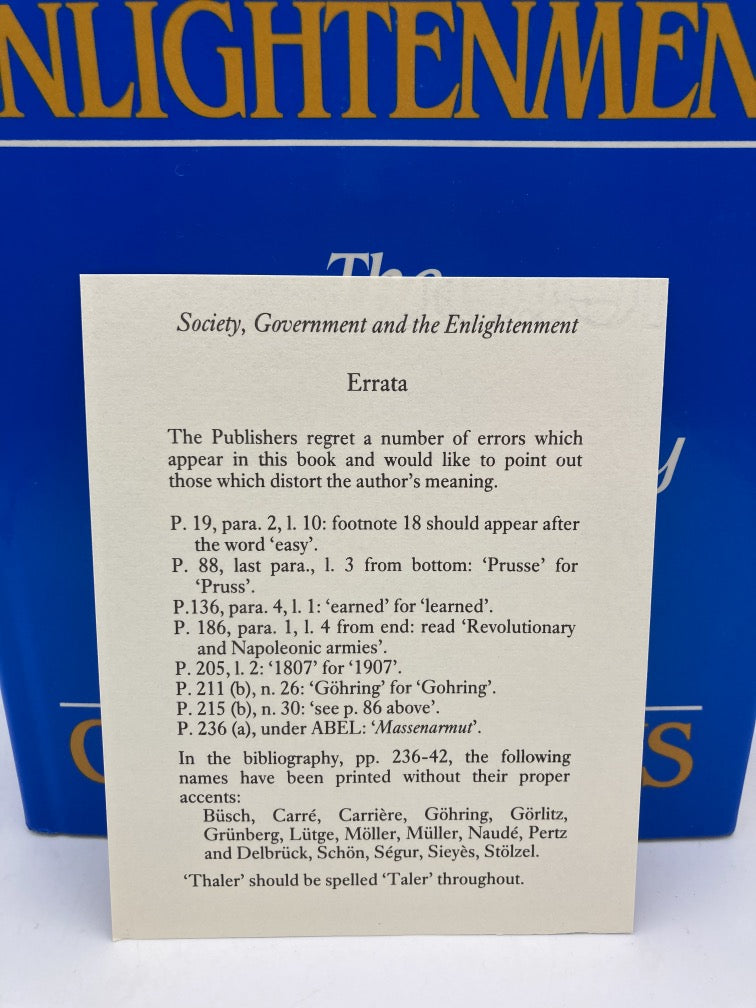 NLIGHTENMEN
The
Society, Government and the Enlightenment
Errata
The Publishers regret a number of errors which
appear in this book and would like to point out
those which distort the author's meaning.
P. 19, para. 2, l. 10: footnote 18 should appear after
the word ‘easy’.
P. 88, last para., l. 3 from bottom: ‘Prusse’ for
‘Pruss’.
P.136, para. 4, l. 1: ‘earned’ for ‘learned’.
P. 186, para. 1, l. 4 from end: read ‘Revolutionary
and Napoleonic armies’.
P. 205, l. 2: ‘1807’ for ‘1907’.
P. 211 (b), n. 26: ‘Göhring’ for ‘Gohring’.
P. 215 (b), n. 30: ‘see p. 86 above’.
P. 236 (a), under ABEL: ‘Massenarmut’.
In the bibliography, pp. 236-42, the following
names have been printed without their proper
accents:
Büsch, Carré, Carrière, Göhring, Görlitz,
Grünberg, Lütge, Möller, Müller, Naudé, Pertz
and Delbrück, Schön, Ségur, Sieyès, Stölzel.
‘Thaler’ should be spelled ‘Taler’ throughout.